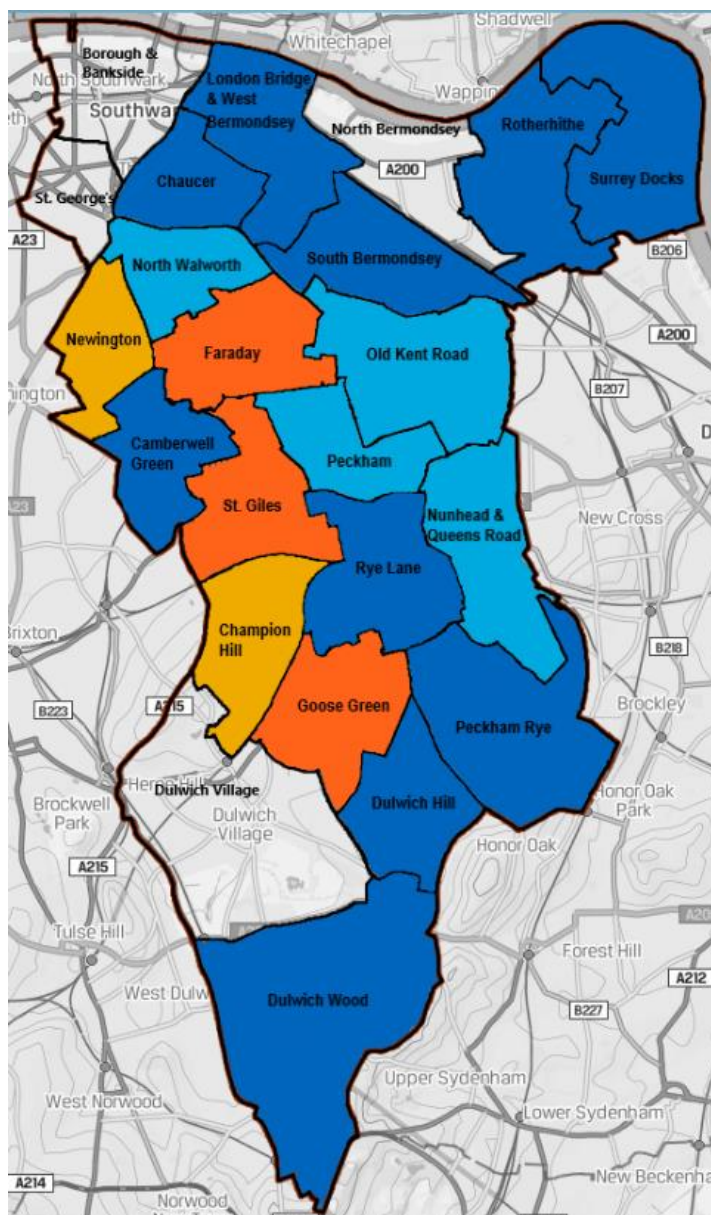 Shadwell
Whitechapel
Borough &
Bankside
North Southwark
Southwar
London Bridge
& West
Bermondsey
Wapping
North Bermondsey
Rotherhithe
A200
Chaucer
Surrey Docks
St. George's
A23
B206
North Walworth
South Bermondsey
A200
Newington
Faraday
Old Kent Road
B207
Camberwell
Green
Peckham
St. Giles
Nunhead &
Queens Road
New Cross
Rye Lane
Brixton
Champion
Hill
B218
B223
A215
Goose Green
Peckham Rye
Brockley
Dulwich Village
Dulwich Hill
Brockwell
Park
Dulwich
Village
Honor Oak
Park
Honor Oak
A215
Tulse Hill
Forest Hill
A212
West Dulw
Dulwich Wood
B227
Upper Sydenham
West Norwood
Lower Sydenham
A214
Norwood
New Beckenha